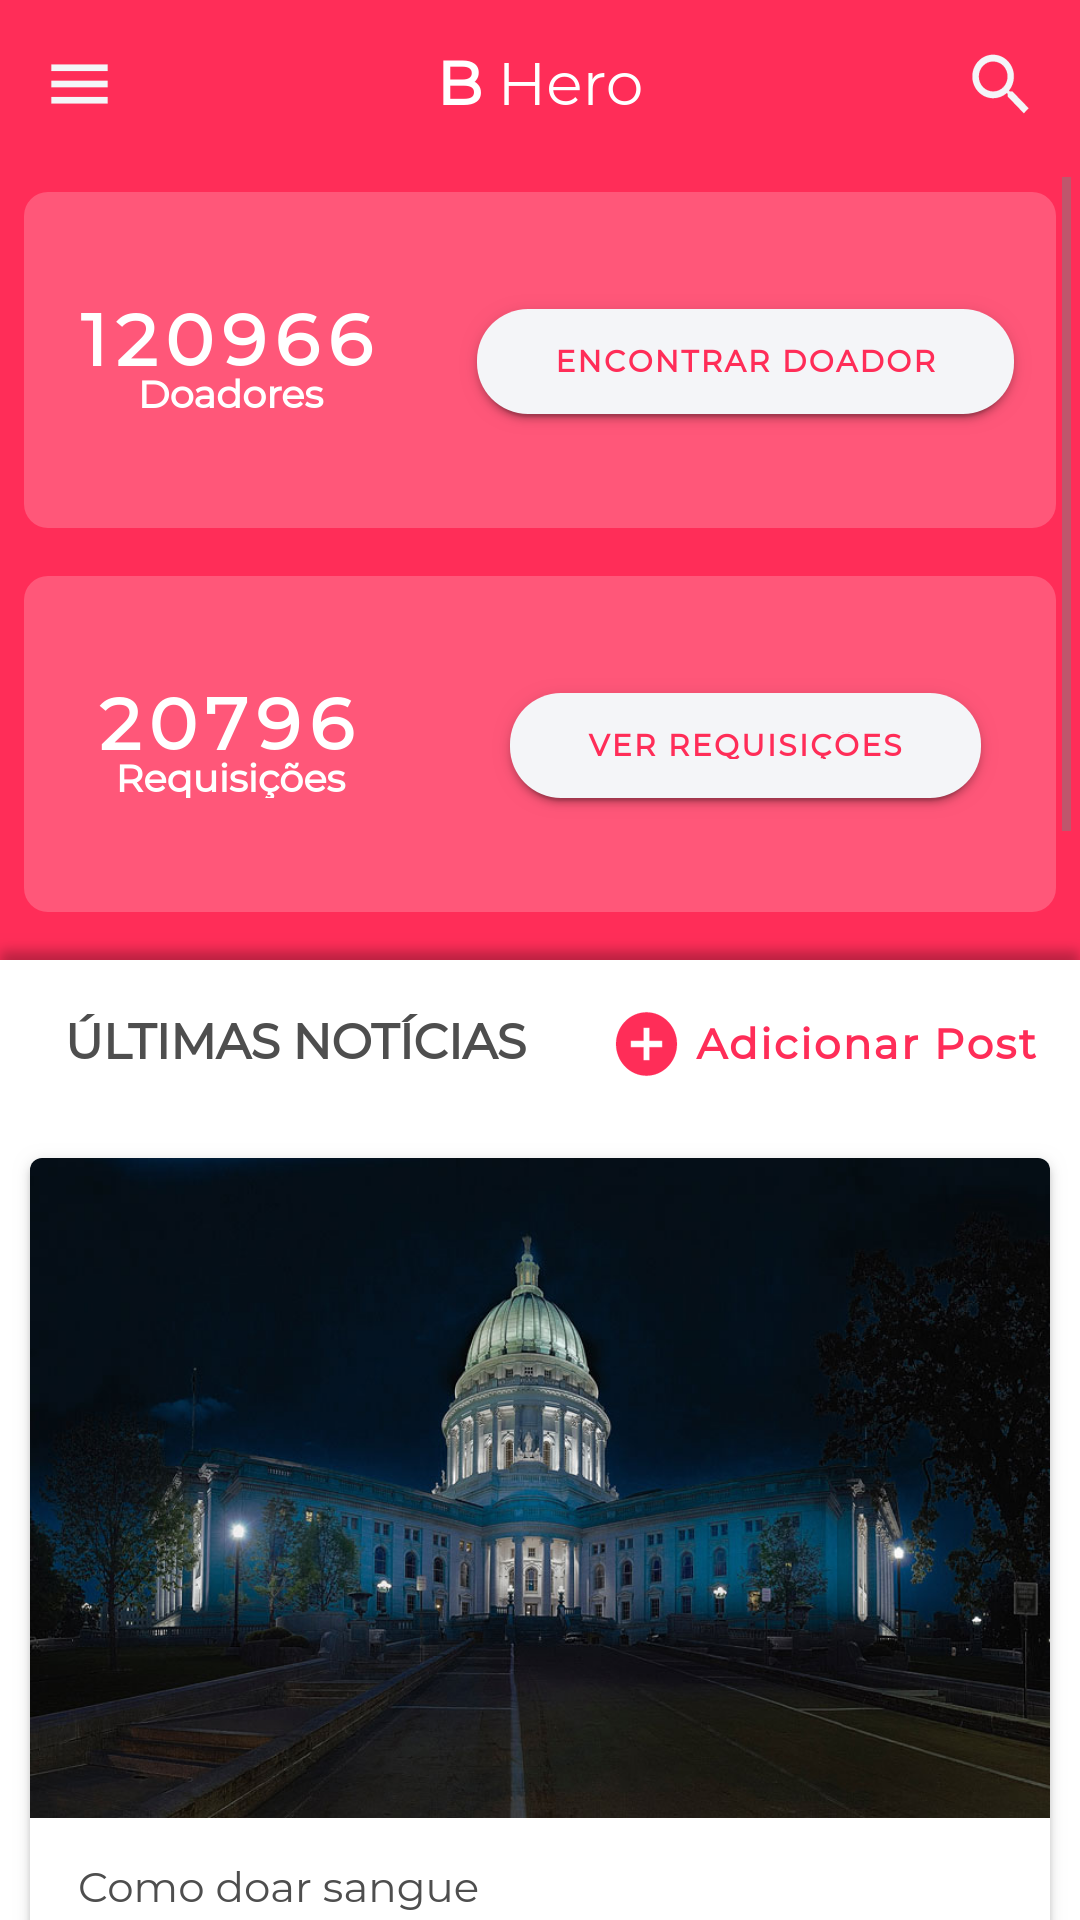 B Hero
120966
Doadores
ENCONTRAR DOADOR
20796
Requisições
VER REQUISIÇOES
ÚLTIMAS NOTÍCIAS
Adicionar Post
Como doar sangue